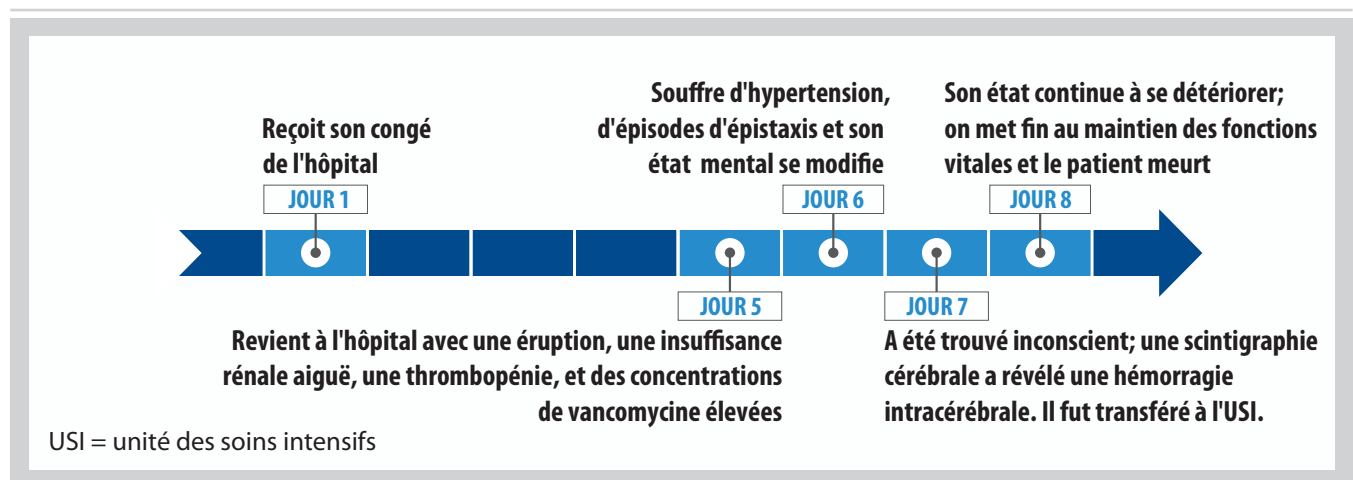 Reçoit son congé
de l'hôpital
JOUR 1
Revient à l'hôpital avec une éruption, une insuffisance
rénale aiguë, une thrombopénie, et des concentrations
de vancomycine élevées
JOUR 5
Souffre d'hypertension,
d'épisodes d'épistaxis et son
état mental se modifie
JOUR 6
JOUR 7
A été trouvé inconscient; une scintigraphie
cérébrale a révélé une hémorragie
intracérébrale. Il fut transféré à l'USI.
Son état continue à se détériorer;
on met fin au maintien des fonctions
vitales et le patient meurt
JOUR 8
USI = unité des soins intensifs